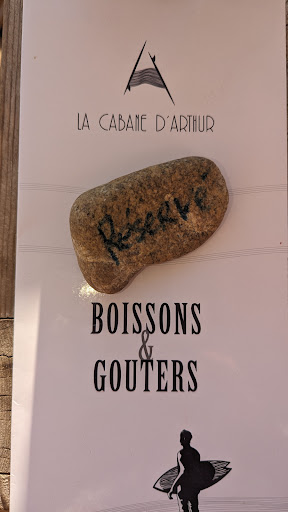 LA CABANE D'ARTHUR
Réservé
BOISSONS
&
GOUTERS